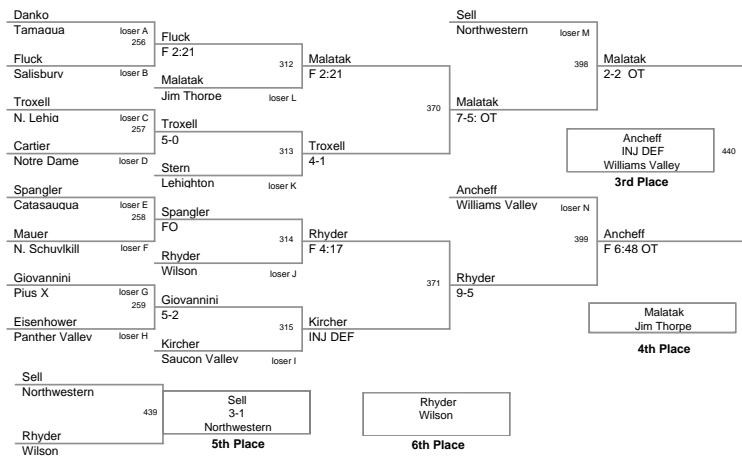 Danko
Tamaqua
loser A
256
Fluck
F 2:21
Fluck
Salisbury
loser B
312
Malatak
F 2:21
Malatak
Jim Thorpe
loser L
Troxell
N. Lehig
loser C
257
Troxell
5-0
Cartier
Notre Dame
loser D
313
Troxell
4-1
Stern
Lehighton
loser K
370
Malatak
7-5: OT
Sell
Northwestern
loser M
398
Malatak
2-2 OT
Ancheff
INJ DEF
Williams Valley
440
3rd Place
Spangler
Catasauqua
loser E
258
Spangler
FO
Mauer
N. Schuylkill
loser F
314
Rhyder
F 4:17
Rhyder
Wilson
loser J
Giovannini
Pius X
loser G
259
Giovannini
5-2
Eisenhower
Panther Valley
loser H
315
Kircher
INJ DEF
Kircher
Saucon Valley
loser I
371
Rhyder
9-5
Ancheff
Williams Valley
loser N
399
Ancheff
F 6:48 OT
Malatak
Jim Thorpe
4th Place
Sell
Northwestern
439
Rhyder
Wilson
Sell
3-1
Northwestern
5th Place
Rhyder
Wilson
6th Place